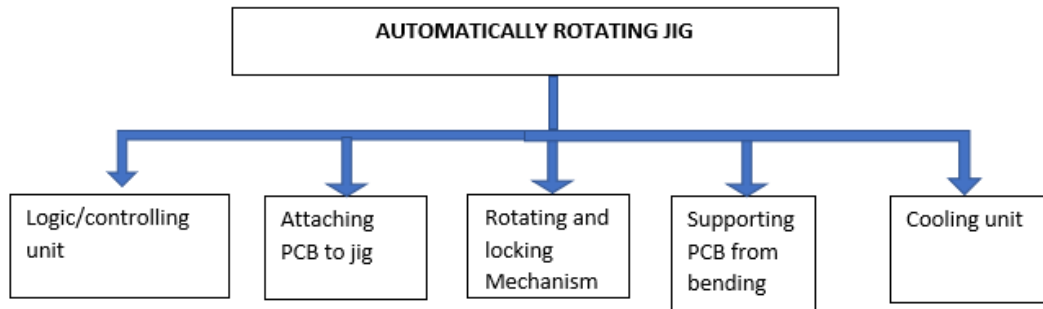 AUTOMATICALLY ROTATING JIG
Logic/controlling
unit
Attaching
PCB to jig
Rotating and
locking
Mechanism
Supporting
PCB from
bending
Cooling unit